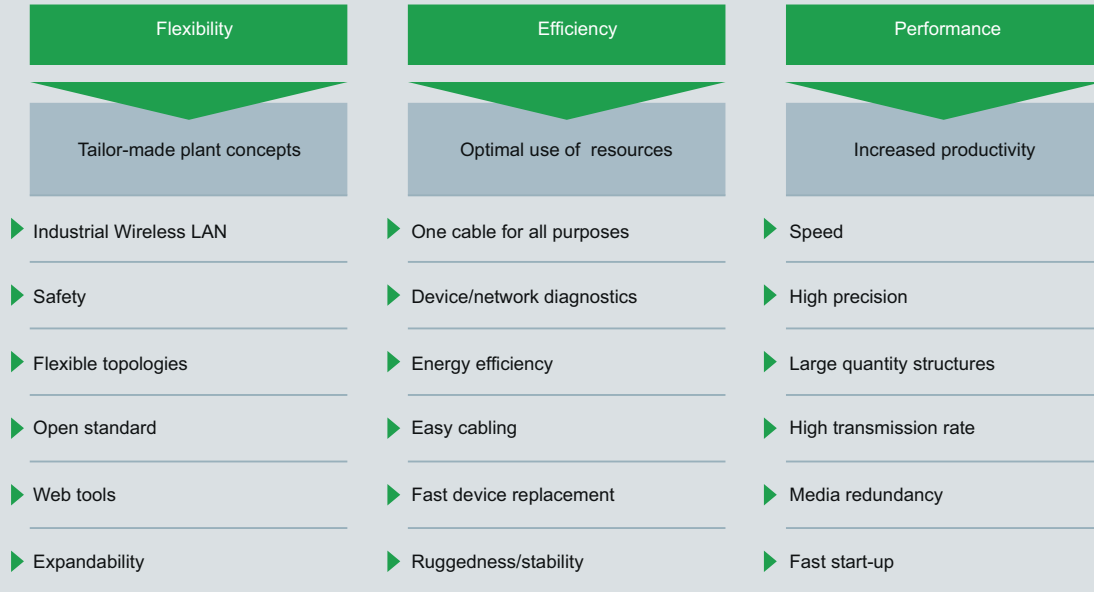 Flexibility
Tailor-made plant concepts
Industrial Wireless LAN
Safety
Flexible topologies
Open standard
Web tools
Expandability
Efficiency
Optimal use of resources
One cable for all purposes
Device/network diagnostics
Energy efficiency
Easy cabling
Fast device replacement
Ruggedness/stability
Performance
Increased productivity
Speed
High precision
Large quantity structures
High transmission rate
Media redundancy
Fast start-up